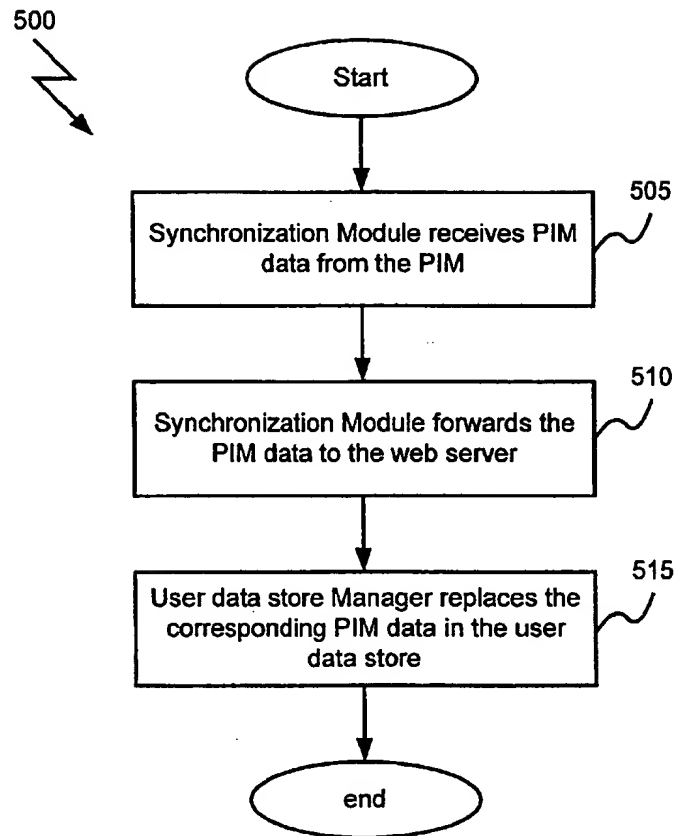 500
Start
505
Synchronization Module receives PIM
data from the PIM
510
Synchronization Module forwards the
PIM data to the web server
515
User data store Manager replaces the
corresponding PIM data in the user
data store
end